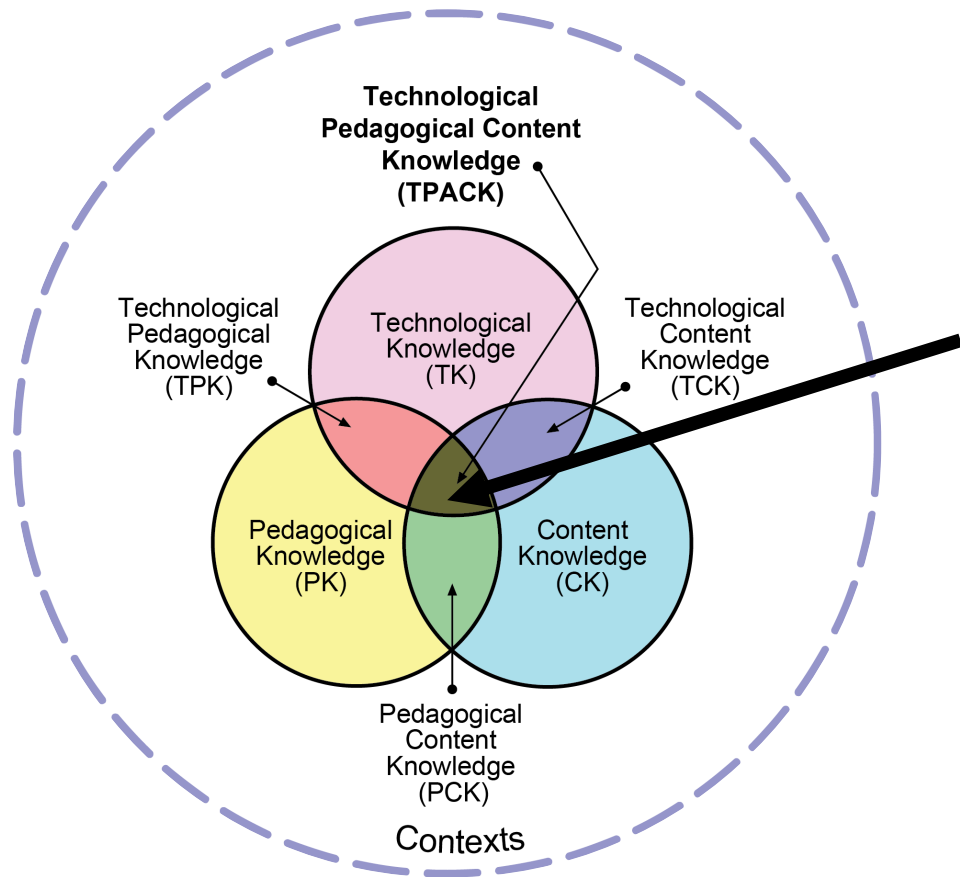 Technological
Pedagogical Content
Knowledge
(TPACK)
Technological
Pedagogical
Knowledge
(TPK)
Technological
Knowledge
(TK)
Technological
Content
Knowledge
(TCK)
Pedagogical
Knowledge
(PK)
Content
Knowledge
(CK)
Pedagogical
Content
Knowledge
(PCK)
Contexts